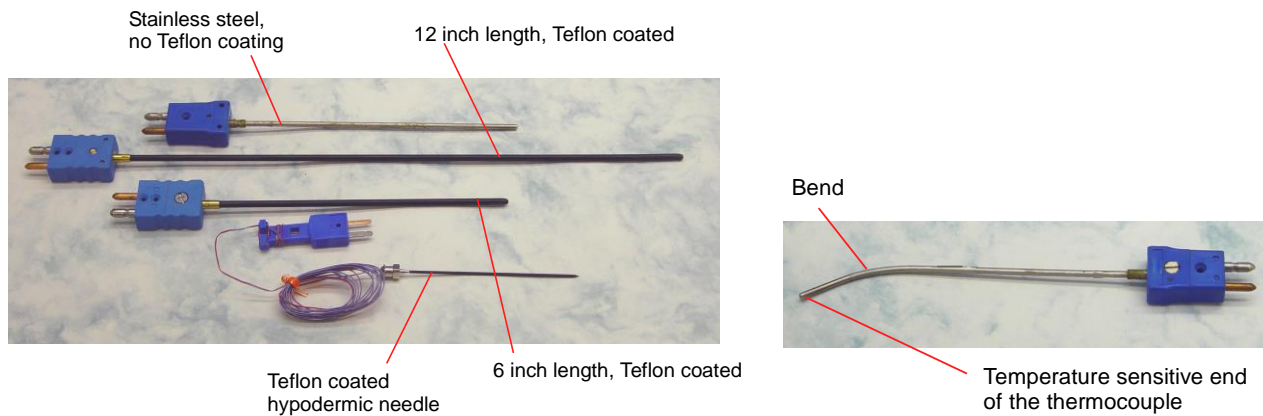 Stainless steel,
no Teflon coating
12 inch length, Teflon coated
Teflon coated
hypodermic needle
6 inch length, Teflon coated
Bend
Temperature sensitive end
of the thermocouple